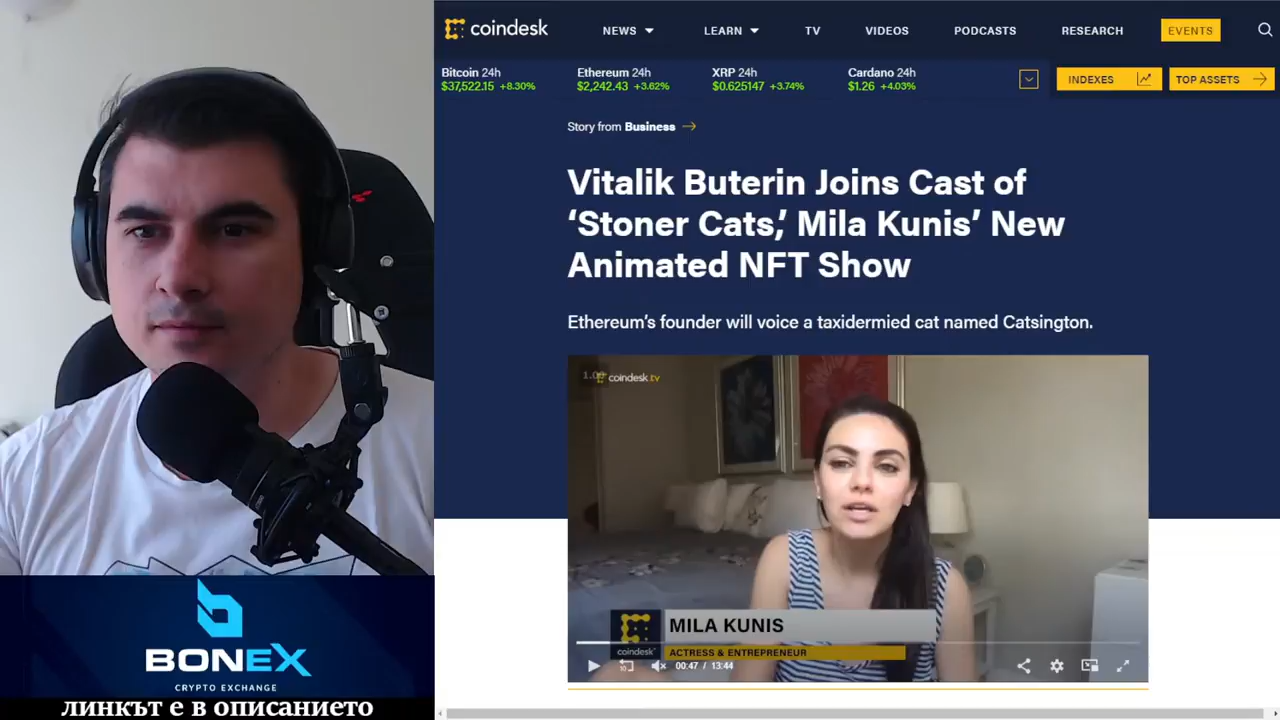 coindesk
NEWS
LEARN
TV
VIDEOS
PODCASTS
RESEARCH
EVENTS
Bitcoin 24h
$37,522.15 +8.30%
Ethereum 24h
$2,242.43 +3.62%
XRP 24h
$0.625147 +3.74%
Cardano 24h
$1.26 +4.03%
INDEXES
TOP ASSETS
Story from Business
Vitalik Buterin Joins Cast of
‘Stoner Cats,’ Mila Kunis’ New
Animated NFT Show
Ethereum’s founder will voice a taxidermied cat named Catsington.
coindesk.tv
MILA KUNIS
coindesk
ACTRESS & ENTREPRENEUR
10
00:47 / 13:44
BONEX
CRYPTO EXCHANGE
линкът е в описанието